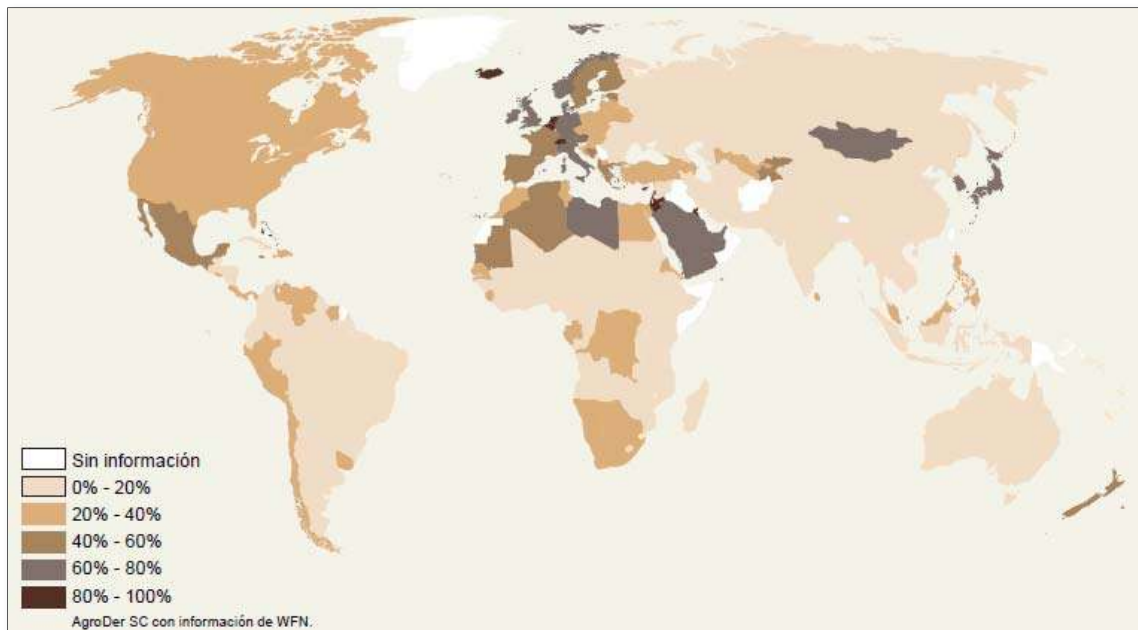 Sin información
0% - 20%
20% - 40%
40% - 60%
60% - 80%
80% - 100%
AgroDer SC con información de WFN.